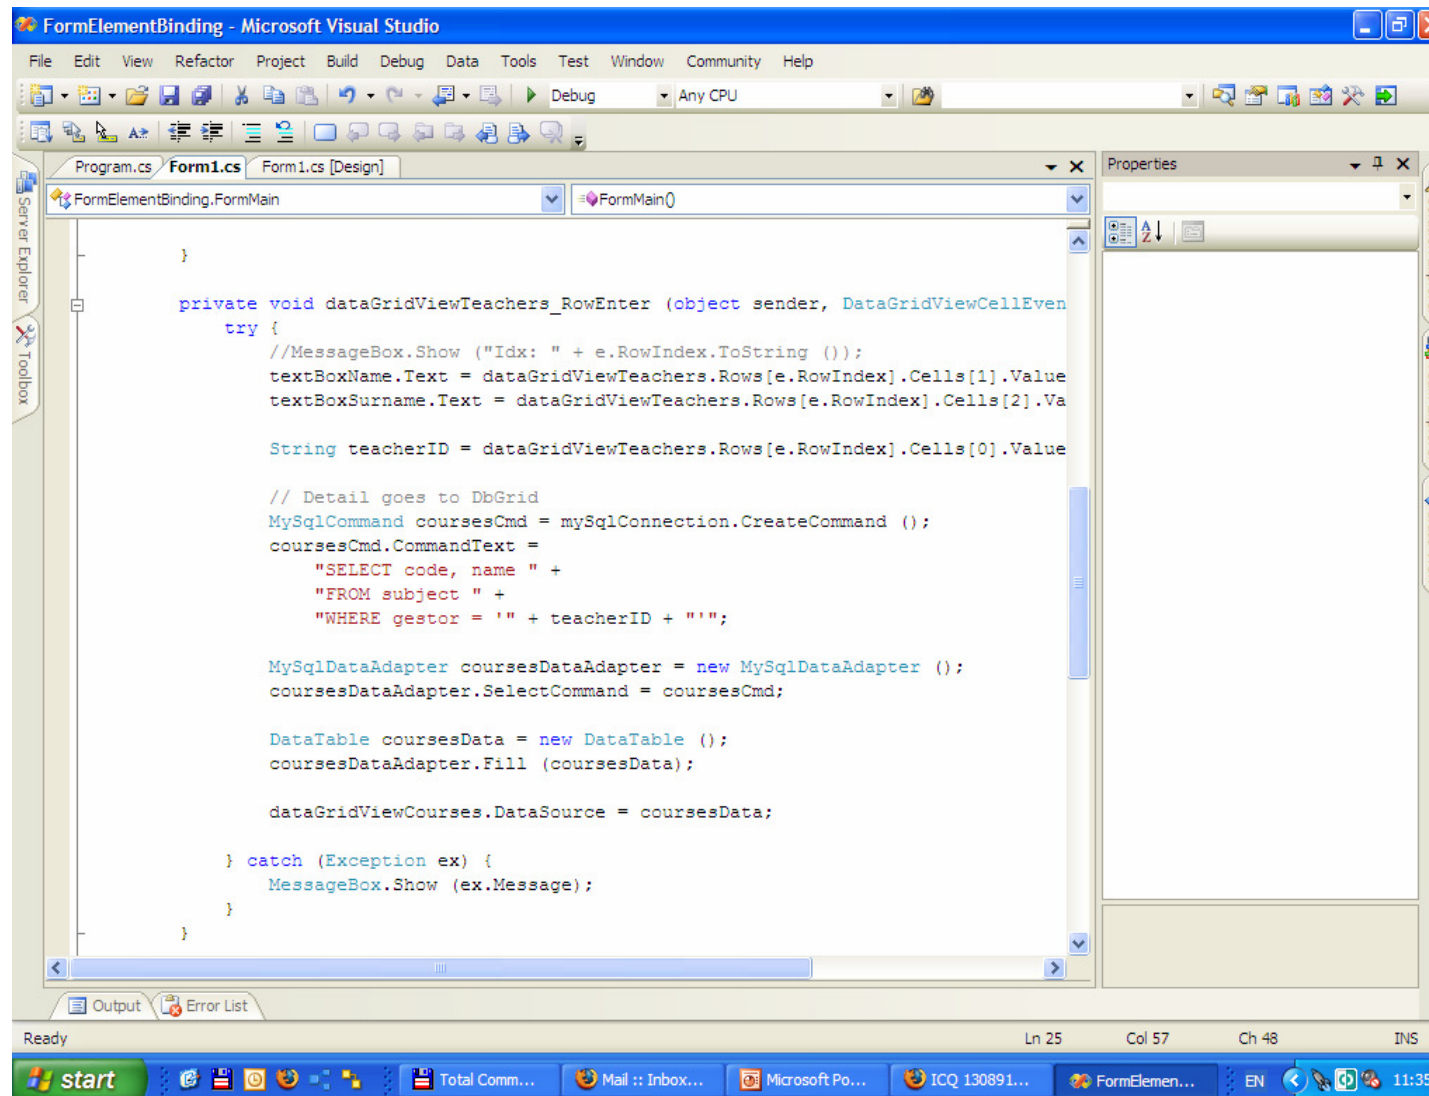 FormElementBinding - Microsoft Visual Studio
File Edit View Refactor Project Build Debug Data Tools Test Window Community Help
Debug Any CPU
Program.cs Form1.cs Form1.cs [Design]
Properties
FormElementBinding.FormMain FormMain()
Server Explorer
Toolbox
}
private void dataGridViewTeachers_RowEnter (object sender, DataGridViewCellEven
try {
//MessageBox.Show ("Idx: " + e.RowIndex.ToString ());
textBoxName.Text = dataGridViewTeachers.Rows[e.RowIndex].Cells[1].Value
textBoxSurname.Text = dataGridViewTeachers.Rows[e.RowIndex].Cells[2].Va
String teacherID = dataGridViewTeachers.Rows[e.RowIndex].Cells[0].Value
// Detail goes to DbGrid
MySqlCommand coursesCmd = mySqlConnection.CreateCommand ();
coursesCmd.CommandText =
"SELECT code, name " +
"FROM subject " +
"WHERE gestor = '" + teacherID + "'";
MySqlDataAdapter coursesDataAdapter = new MySqlDataAdapter ();
coursesDataAdapter.SelectCommand = coursesCmd;
DataTable coursesData = new DataTable ();
coursesDataAdapter.Fill (coursesData);
dataGridViewCourses.DataSource = coursesData;
} catch (Exception ex) {
MessageBox.Show (ex.Message);
}
}
Output Error List
Ready Ln 25 Col 57 Ch 48 INS
start Total Comm... Mail :: Inbox... Microsoft Po... ICQ 130891... FormElemen... EN 11:35